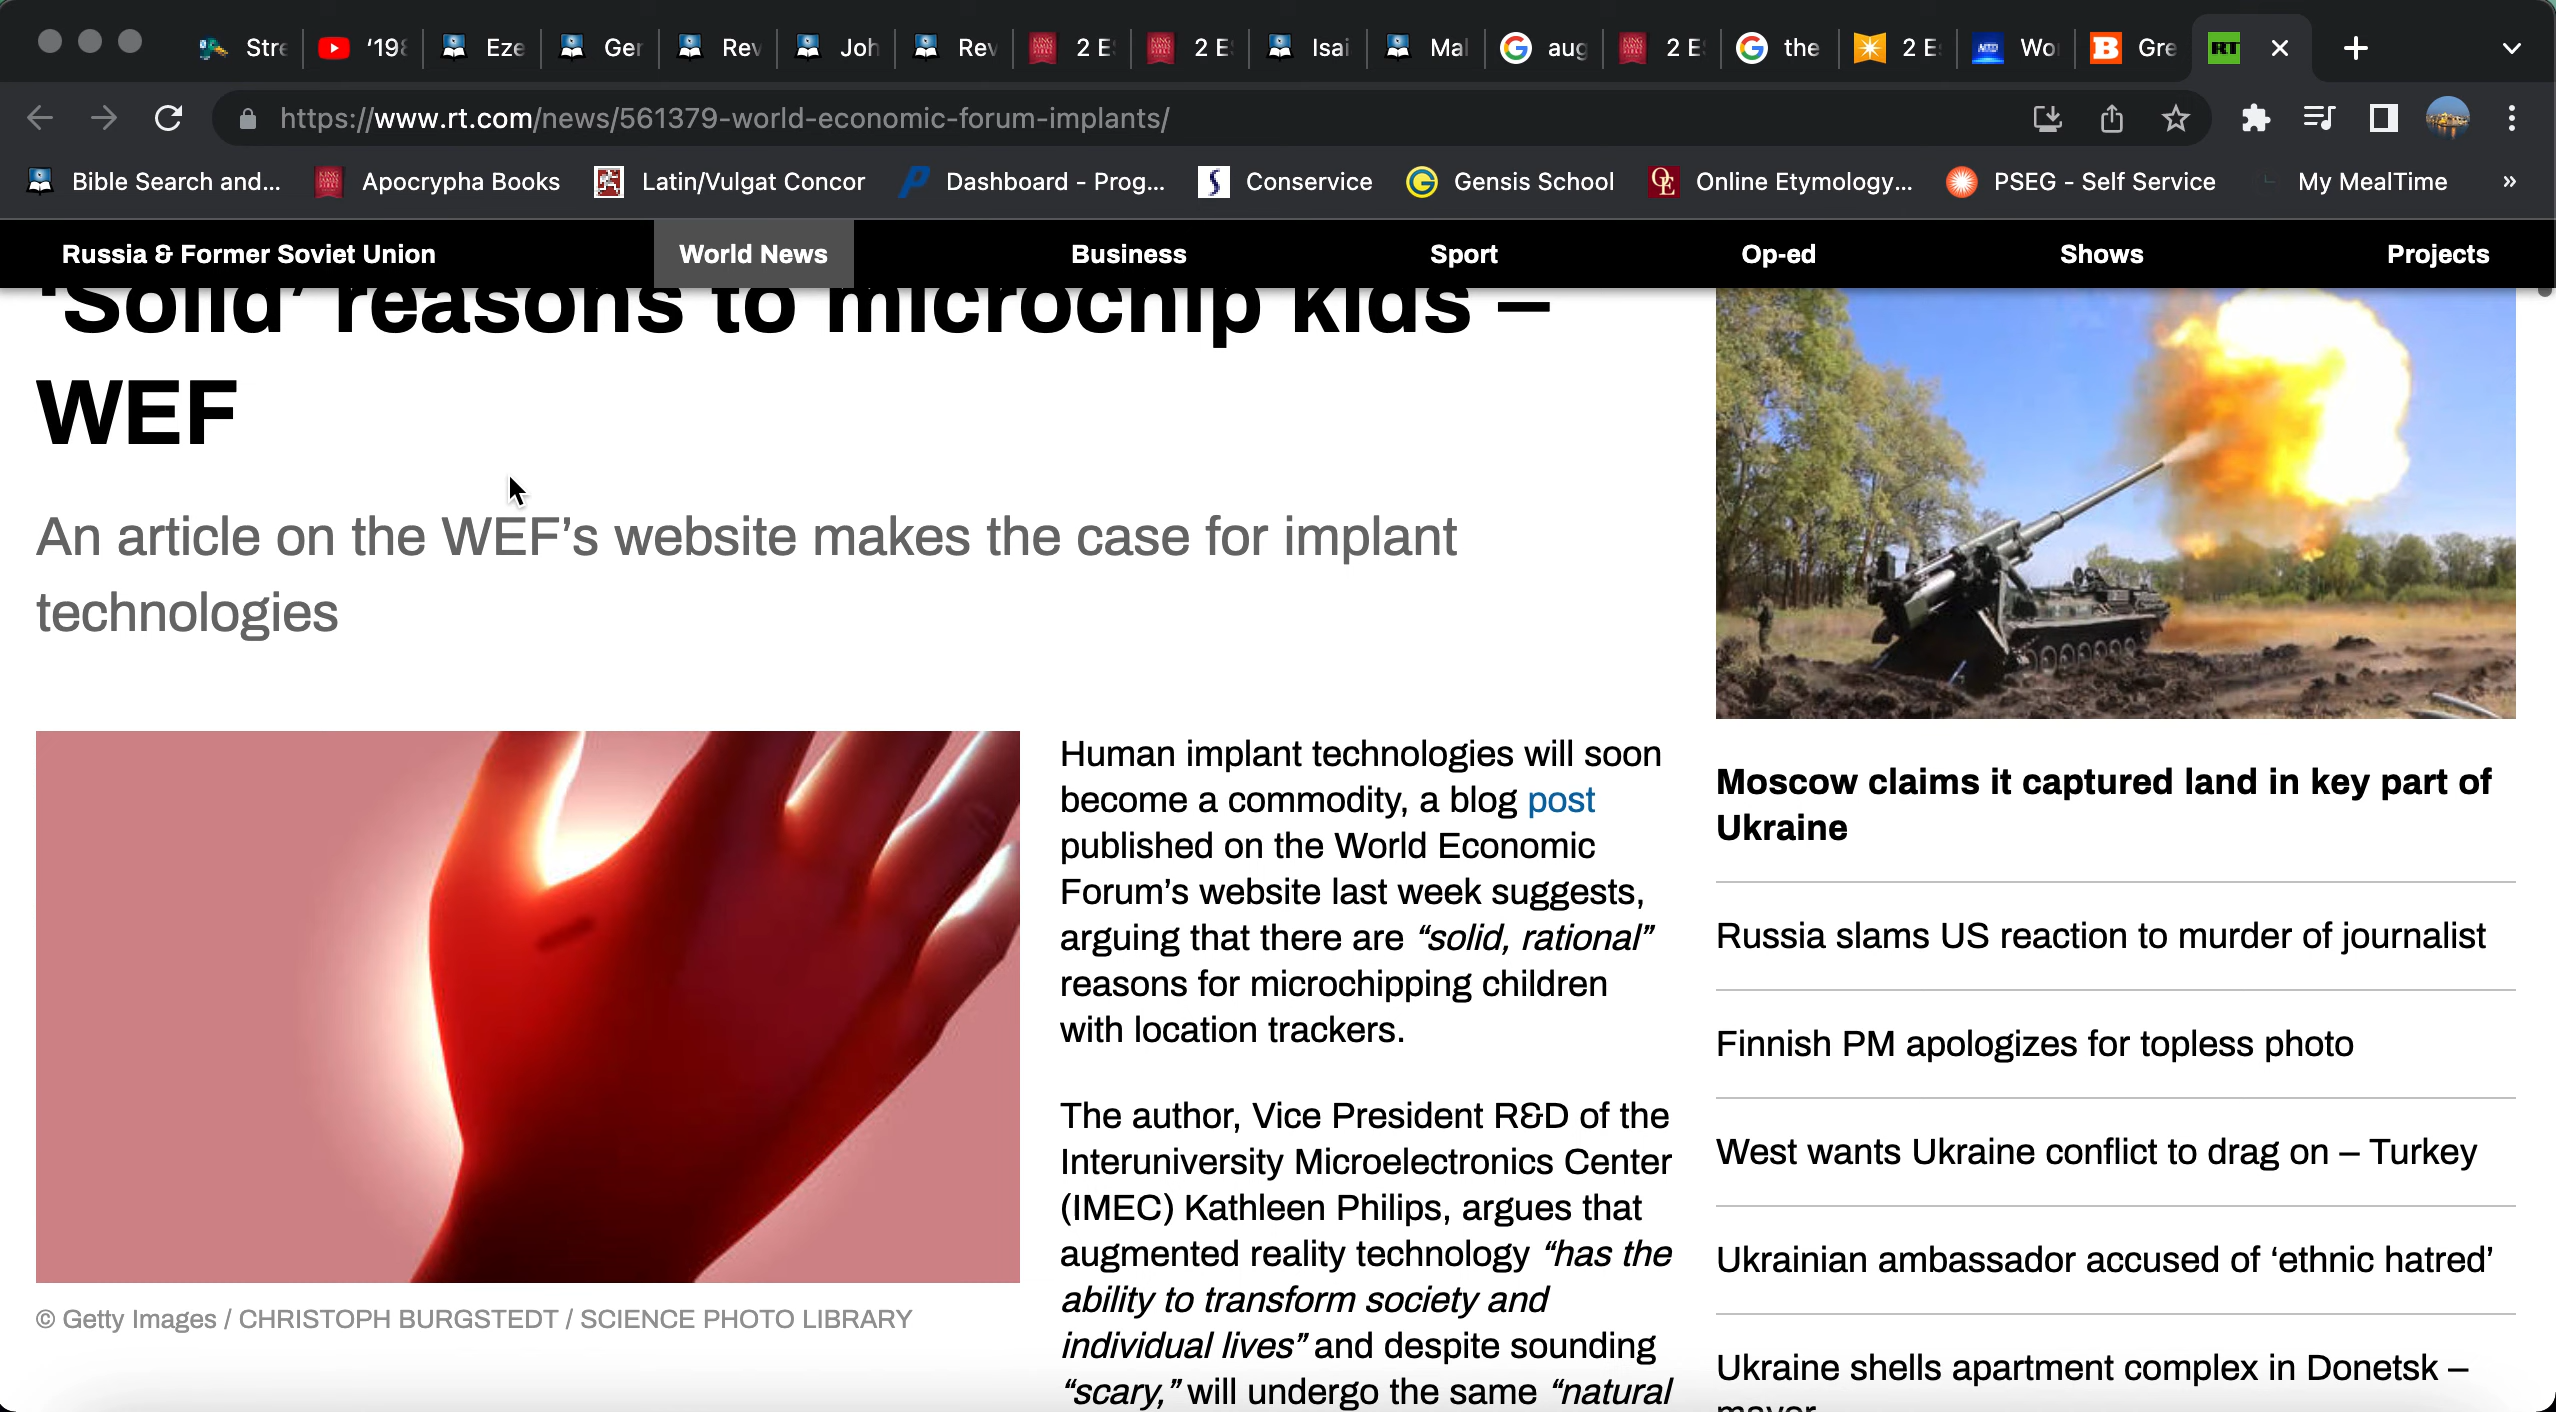 Stre
'198
Eze
Ger
Rev
Joh
Rev
2 E
2 E
Isai
Mal
aug
2 E
the
2 E
NTD
Wo
Gre
RT
https://www.rt.com/news/561379-world-economic-forum-implants/
Bible Search and...
Apocrypha Books
Latin/Vulgat Concor
Dashboard - Prog...
Conservice
Gensis School
Online Etymology...
PSEG - Self Service
My MealTime
»
Russia & Former Soviet Union
World News
Business
Sport
Op-ed
Shows
Projects
'Solid' reasons to microchip kids –
WEF
An article on the WEF's website makes the case for implant
technologies
© Getty Images / CHRISTOPH BURGSTEDT / SCIENCE PHOTO LIBRARY
Human implant technologies will soon
become a commodity, a blog post
published on the World Economic
Forum's website last week suggests,
arguing that there are "solid, rational"
reasons for microchipping children
with location trackers.
The author, Vice President R&D of the
Interuniversity Microelectronics Center
(IMEC) Kathleen Philips, argues that
augmented reality technology "has the
ability to transform society and
individual lives" and despite sounding
"scary," will undergo the same "natural
Moscow claims it captured land in key part of
Ukraine
Russia slams US reaction to murder of journalist
Finnish PM apologizes for topless photo
West wants Ukraine conflict to drag on – Turkey
Ukrainian ambassador accused of 'ethnic hatred'
Ukraine shells apartment complex in Donetsk –
mayor